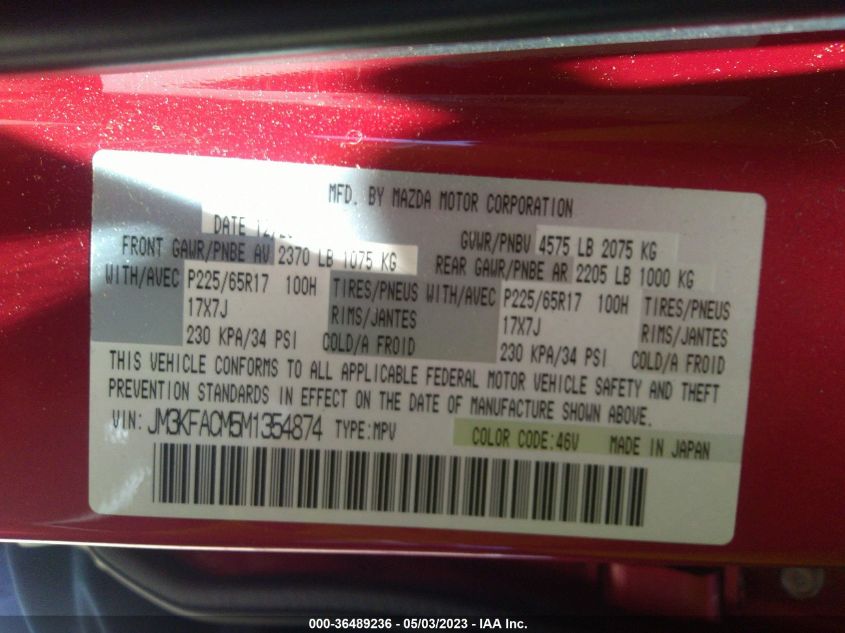 MFD. BY MAZDA MOTOR CORPORATION
DATE GVWR/PNBV 4575 LB 2075 KG
FRONT GAWR/PNBE AV 2370 LB 1075 KG REAR GAWR/PNBE AR 2205 LB 1000 KG
WITH/AVEC P225/65R17 100H TIRES/PNEUS WITH/AVEC P225/65R17 100H TIRES/PNEUS
17X7J RIMS/JANTES 17X7J RIMS/JANTES
230 KPA/34 PSI COLD/A FROID 230 KPA/34 PSI COLD/A FROID
THIS VEHICLE CONFORMS TO ALL APPLICABLE FEDERAL MOTOR VEHICLE SAFETY AND THEFT
PREVENTION STANDARDS IN EFFECT ON THE DATE OF MANUFACTURE SHOWN ABOVE.
VIN: JM3KFACM5M1354874 TYPE:MPV COLOR CODE:46V MADE IN JAPAN
000-36489236 - 05/03/2023 - IAA Inc.